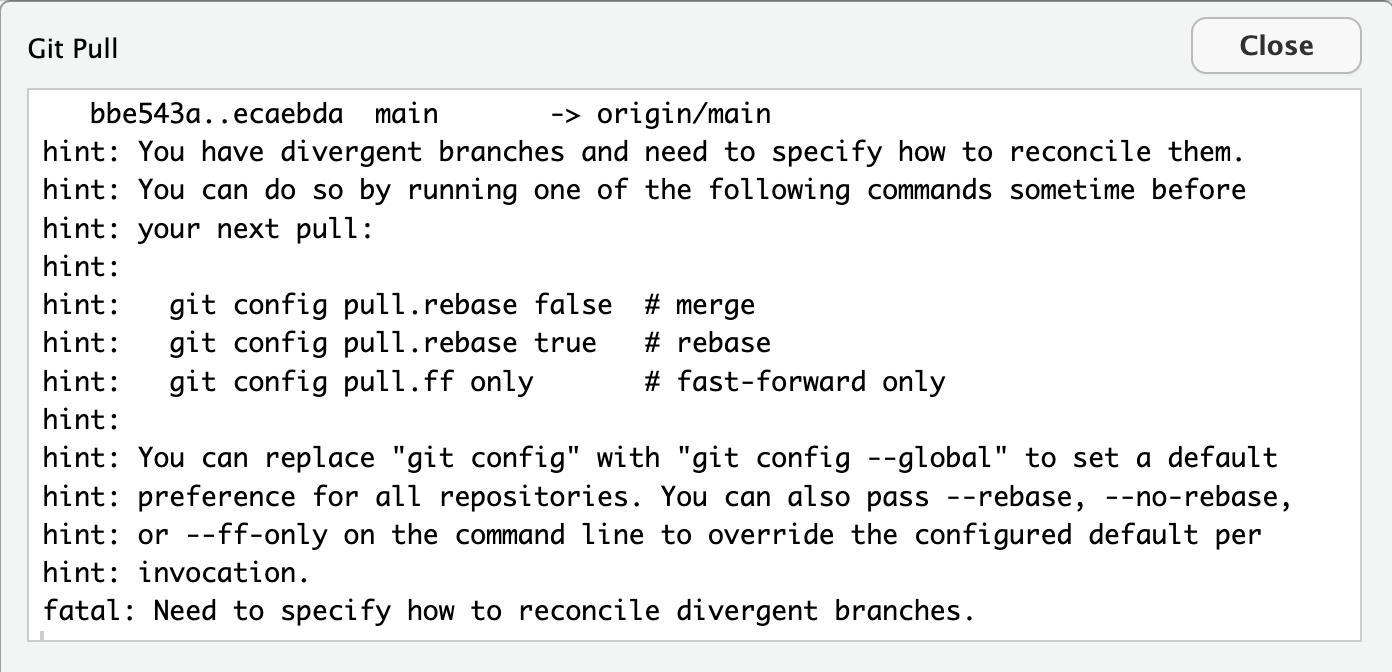 Git Pull
Close
   bbe543a..ecaebda  main       -> origin/main
hint: You have divergent branches and need to specify how to reconcile them.
hint: You can do so by running one of the following commands sometime before
hint: your next pull:
hint:
hint:   git config pull.rebase false  # merge
hint:   git config pull.rebase true   # rebase
hint:   git config pull.ff only       # fast-forward only
hint:
hint: You can replace "git config" with "git config --global" to set a default
hint: preference for all repositories. You can also pass --rebase, --no-rebase,
hint: or --ff-only on the command line to override the configured default per
hint: invocation.
fatal: Need to specify how to reconcile divergent branches.